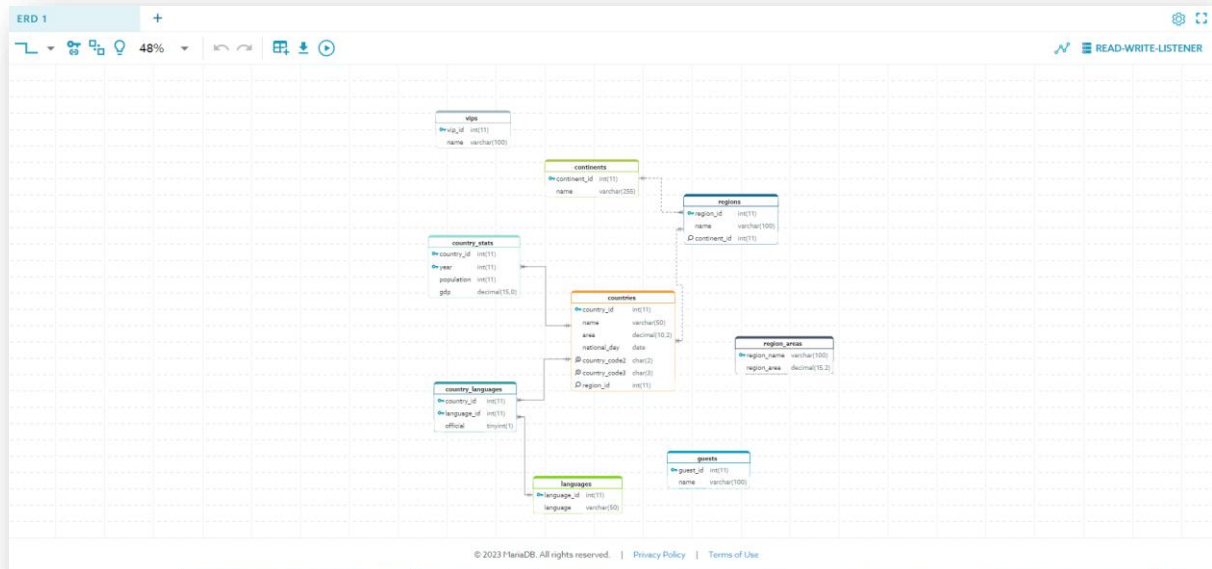 ERD 1
+
48%
READ-WRITE-LISTENER
vips
vip_id int(11)
name varchar(100)
continents
continent_id int(11)
name varchar(255)
regions
region_id int(11)
name varchar(100)
continent_id int(11)
country_stats
country_id int(11)
year int(11)
population int(11)
gdp decimal(15,0)
countries
country_id int(11)
name varchar(50)
area decimal(10,2)
national_day date
country_code2 char(2)
country_code3 char(3)
region_id int(11)
region_areas
region_name varchar(100)
region_area decimal(15,2)
country_languages
country_id int(11)
language_id int(11)
official tinyint(1)
guests
guest_id int(11)
name varchar(100)
languages
language_id int(11)
language varchar(50)
© 2023 MariaDB. All rights reserved. | Privacy Policy | Terms of Use